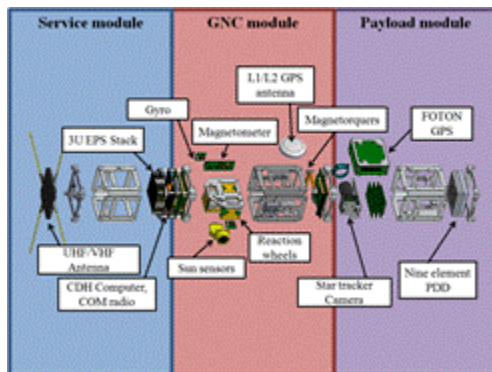 Service module
GNC module
Payload module
L1/L2 GPS
antenna
Gyro
Magnetorquers
FOTON
GPS
Magnetometer
3U EPS Stack
UHF/VHF
Antenna
Sun sensors
Reaction
wheels
CDH Computer,
COM radio
Star tracker
Camera
Nine element
PDD